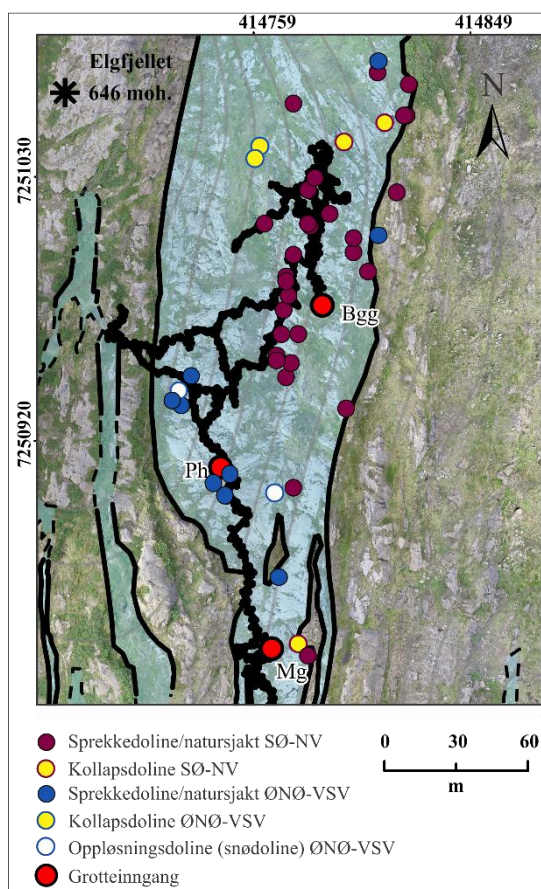 414759 414849
Elgfjellet
646 moh.
N
7251030
Bgg
7250920
Ph
Mg
Sprekkedoline/natursjakt SØ-NV
Kollapsdoline SØ-NV
Sprekkedoline/natursjakt ØNØ-VSV
Kollapsdoline ØNØ-VSV
Oppløsningsdoline (snødoline) ØNØ-VSV
Grotteinngang
0 30 60
m